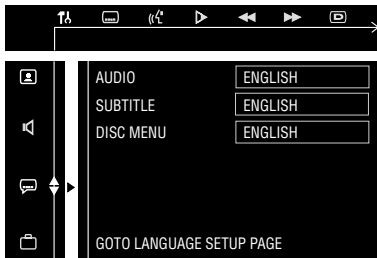 AUDIO ENGLISH
SUBTITLE ENGLISH
DISC MENU ENGLISH
GOTO LANGUAGE SETUP PAGE